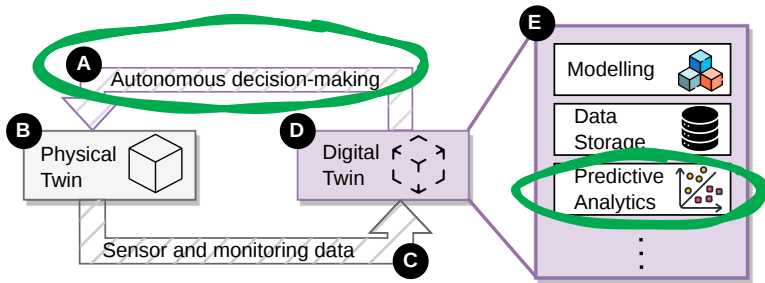 A
Autonomous decision-making
B
Physical
Twin
D
Digital
Twin
Sensor and monitoring data
C
E
Modelling
Data
Storage
Predictive
Analytics